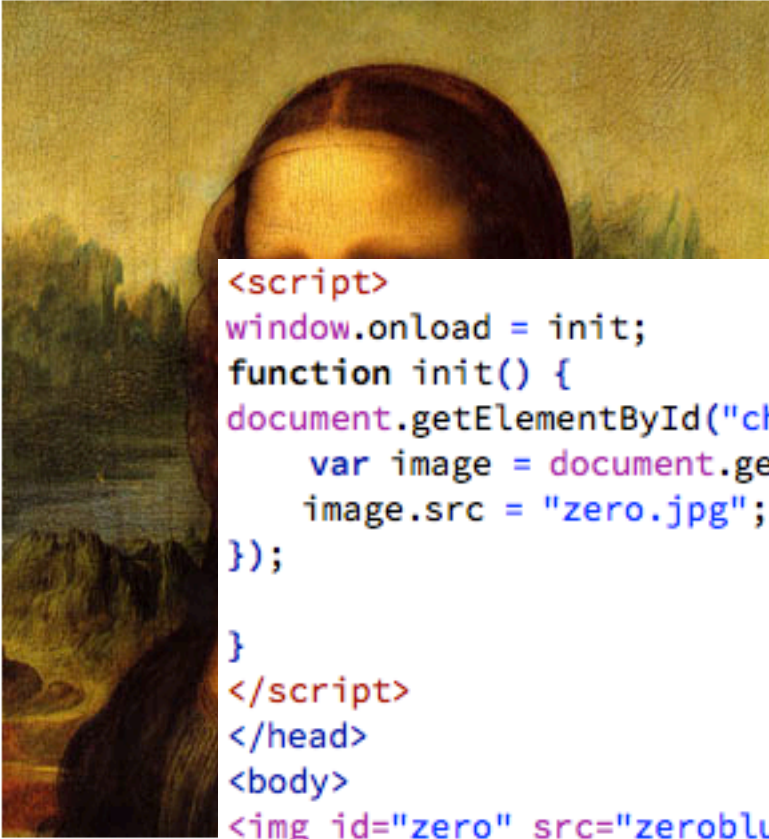 <script>
window.onload = init;
function init() {
document.getElementById("ch
var image = document.ge
image.src = "zero.jpg";
});
}
</script>
</head>
<body>
<img id="zero" src="zeroblu